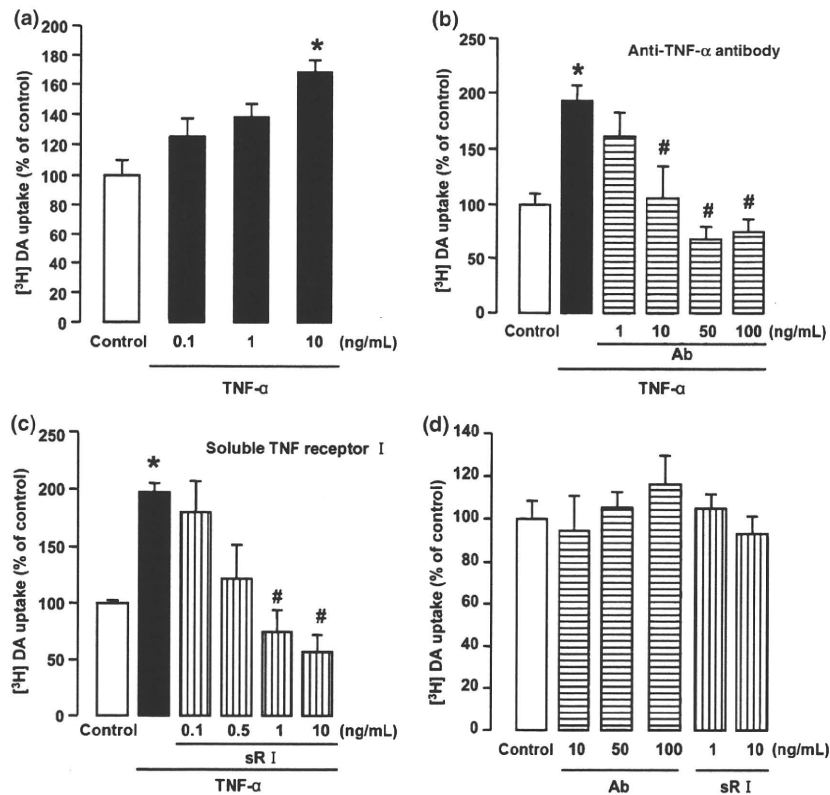 (a)
[³H] DA uptake (% of control)
200
180
160
140
120
100
80
60
40
20
0
*
Control 0.1 1 10 (ng/mL)
TNF-α
(b)
[³H] DA uptake (% of control)
250
200
150
100
50
0
Anti-TNF-α antibody
*
#
#
#
Control 1 10 50 100 (ng/mL)
Ab
TNF-α
(c)
[³H] DA uptake (% of control)
250
200
150
100
50
0
Soluble TNF receptor I
*
#
#
Control 0.1 0.5 1 10 (ng/mL)
sR I
TNF-α
(d)
[³H] DA uptake (% of control)
140
120
100
80
60
40
20
0
Control 10 50 100 1 10 (ng/mL)
Ab sR I